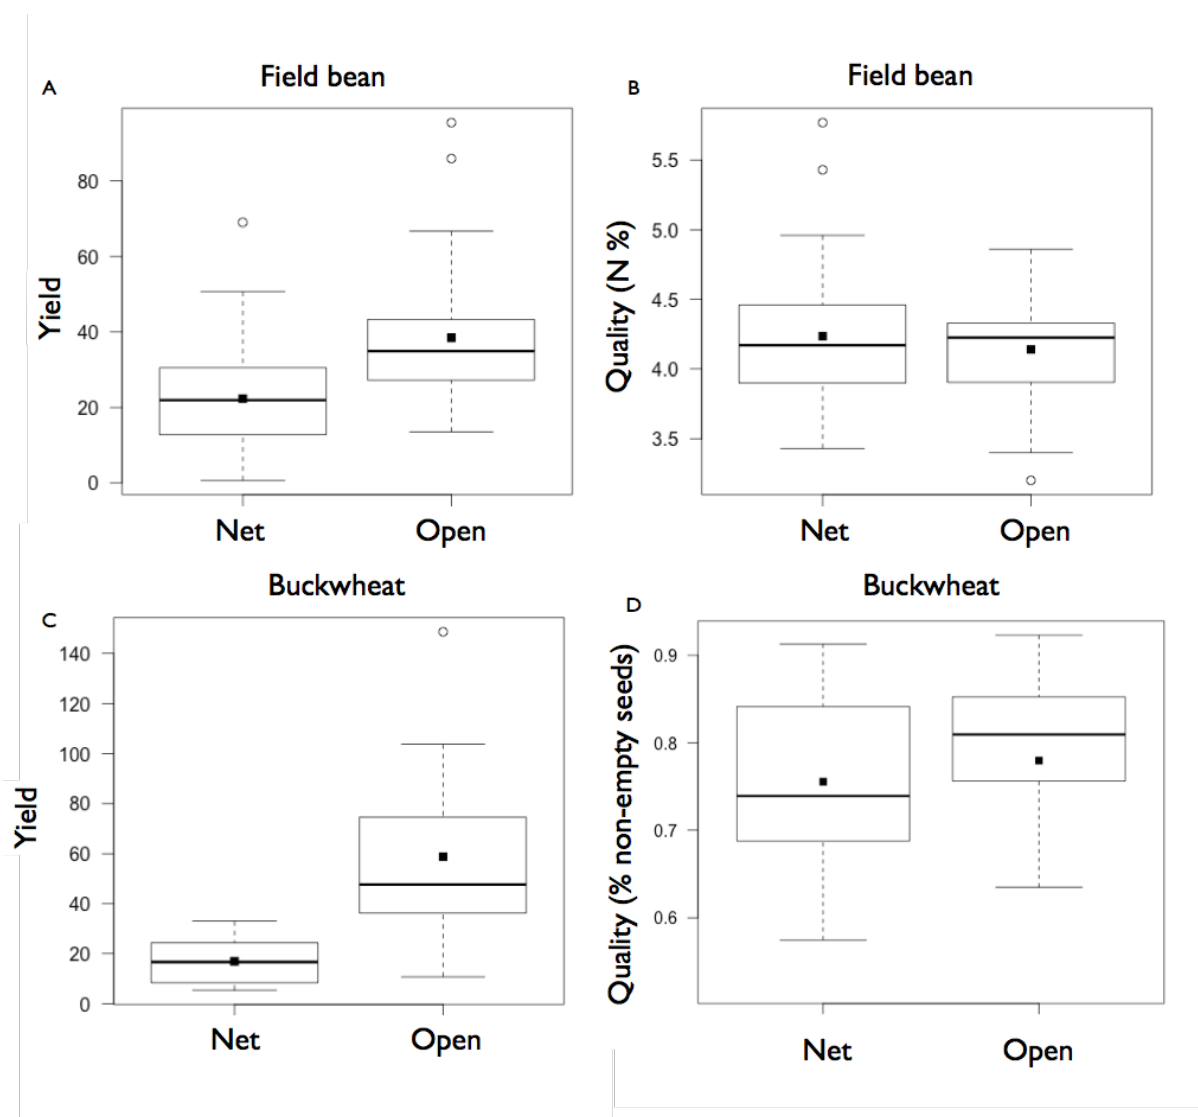 A
Field bean
Yield
80
60
40
20
0
Net
Open
B
Field bean
Quality (N %)
5.5
5.0
4.5
4.0
3.5
Net
Open
C
Buckwheat
Yield
140
120
100
80
60
40
20
0
Net
Open
D
Buckwheat
Quality (% non-empty seeds)
0.9
0.8
0.7
0.6
Net
Open